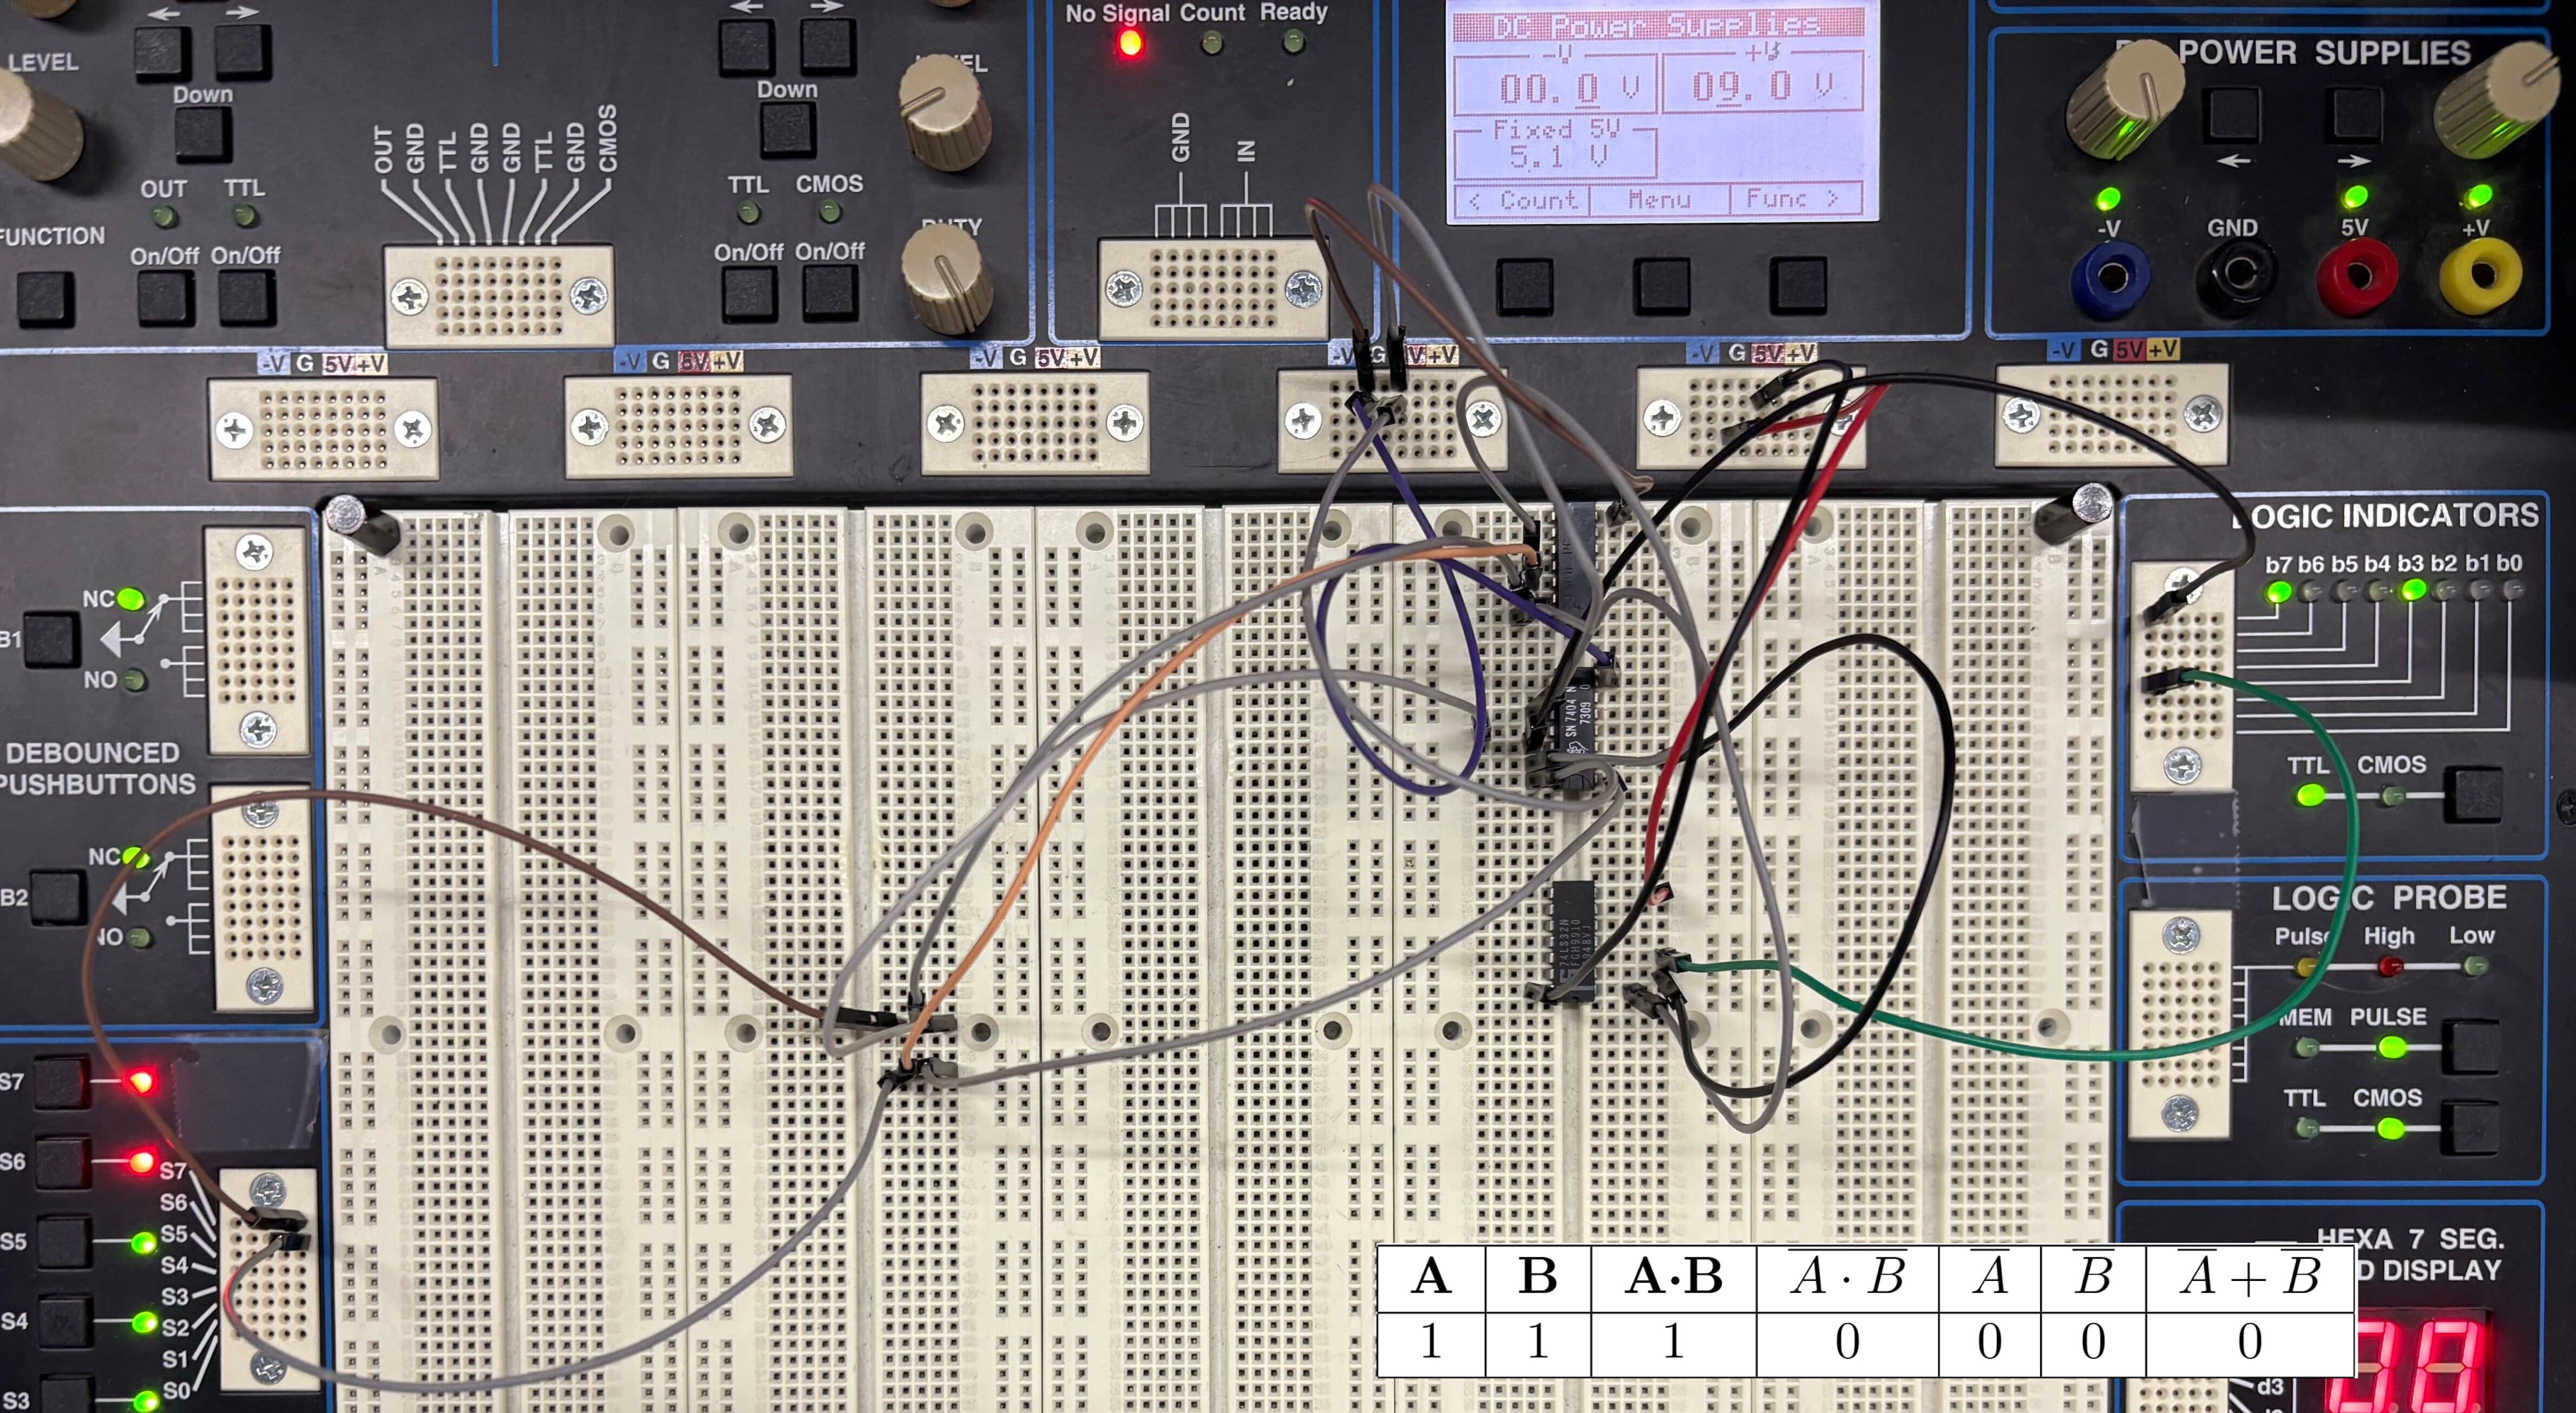 No Signal Count Ready
DC Power Supplies
-V
00.0 V 09.0 V
Fixed 5V
5.1 V
< Count Menu Func >
POWER SUPPLIES
LEVEL
Down
Down
OUT GND TTL GND GND TTL GND CMOS
GND IN
OUT TTL
TTL CMOS
FUNCTION
On/Off On/Off
On/Off On/Off
-V GND 5V +V
-V G 5V +V
-V G 5V +V
-V G 5V +V
-V G V +V
-V G 5V +V
-V G 5V +V
LOGIC INDICATORS
b7 b6 b5 b4 b3 b2 b1 b0
NC
B1
NO
SN7404N
7309
DEBOUNCED
PUSHBUTTONS
TTL CMOS
NC
B2
NO
74LS32N
LOGIC PROBE
Pulse High Low
MEM PULSE
TTL CMOS
S7
S6
S5
S4
S3
S7
S6
S5
S4
S3
S2
S1
S0
HEXA 7 SEG.
D DISPLAY
A B A·B A · B A B A + B
1 1 1 0 0 0 0
d3